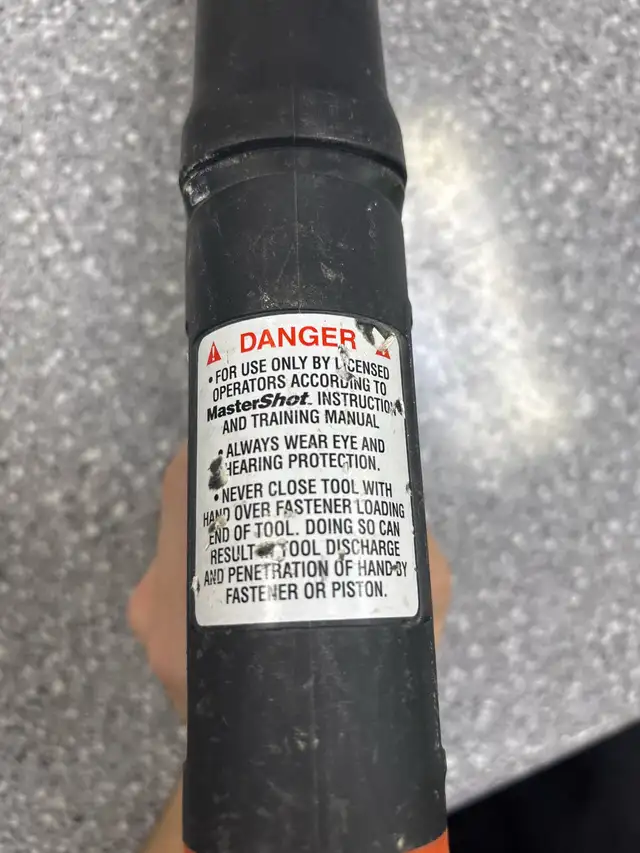 DANGER
• FOR USE ONLY BY LICENSED
OPERATORS ACCORDING TO
MasterShot™ INSTRUCTION
AND TRAINING MANUAL
• ALWAYS WEAR EYE AND
HEARING PROTECTION.
• NEVER CLOSE TOOL WITH
HAND OVER FASTENER LOADING
END OF TOOL. DOING SO CAN
RESULT TOOL DISCHARGE
AND PENETRATION OF HAND BY
FASTENER OR PISTON.